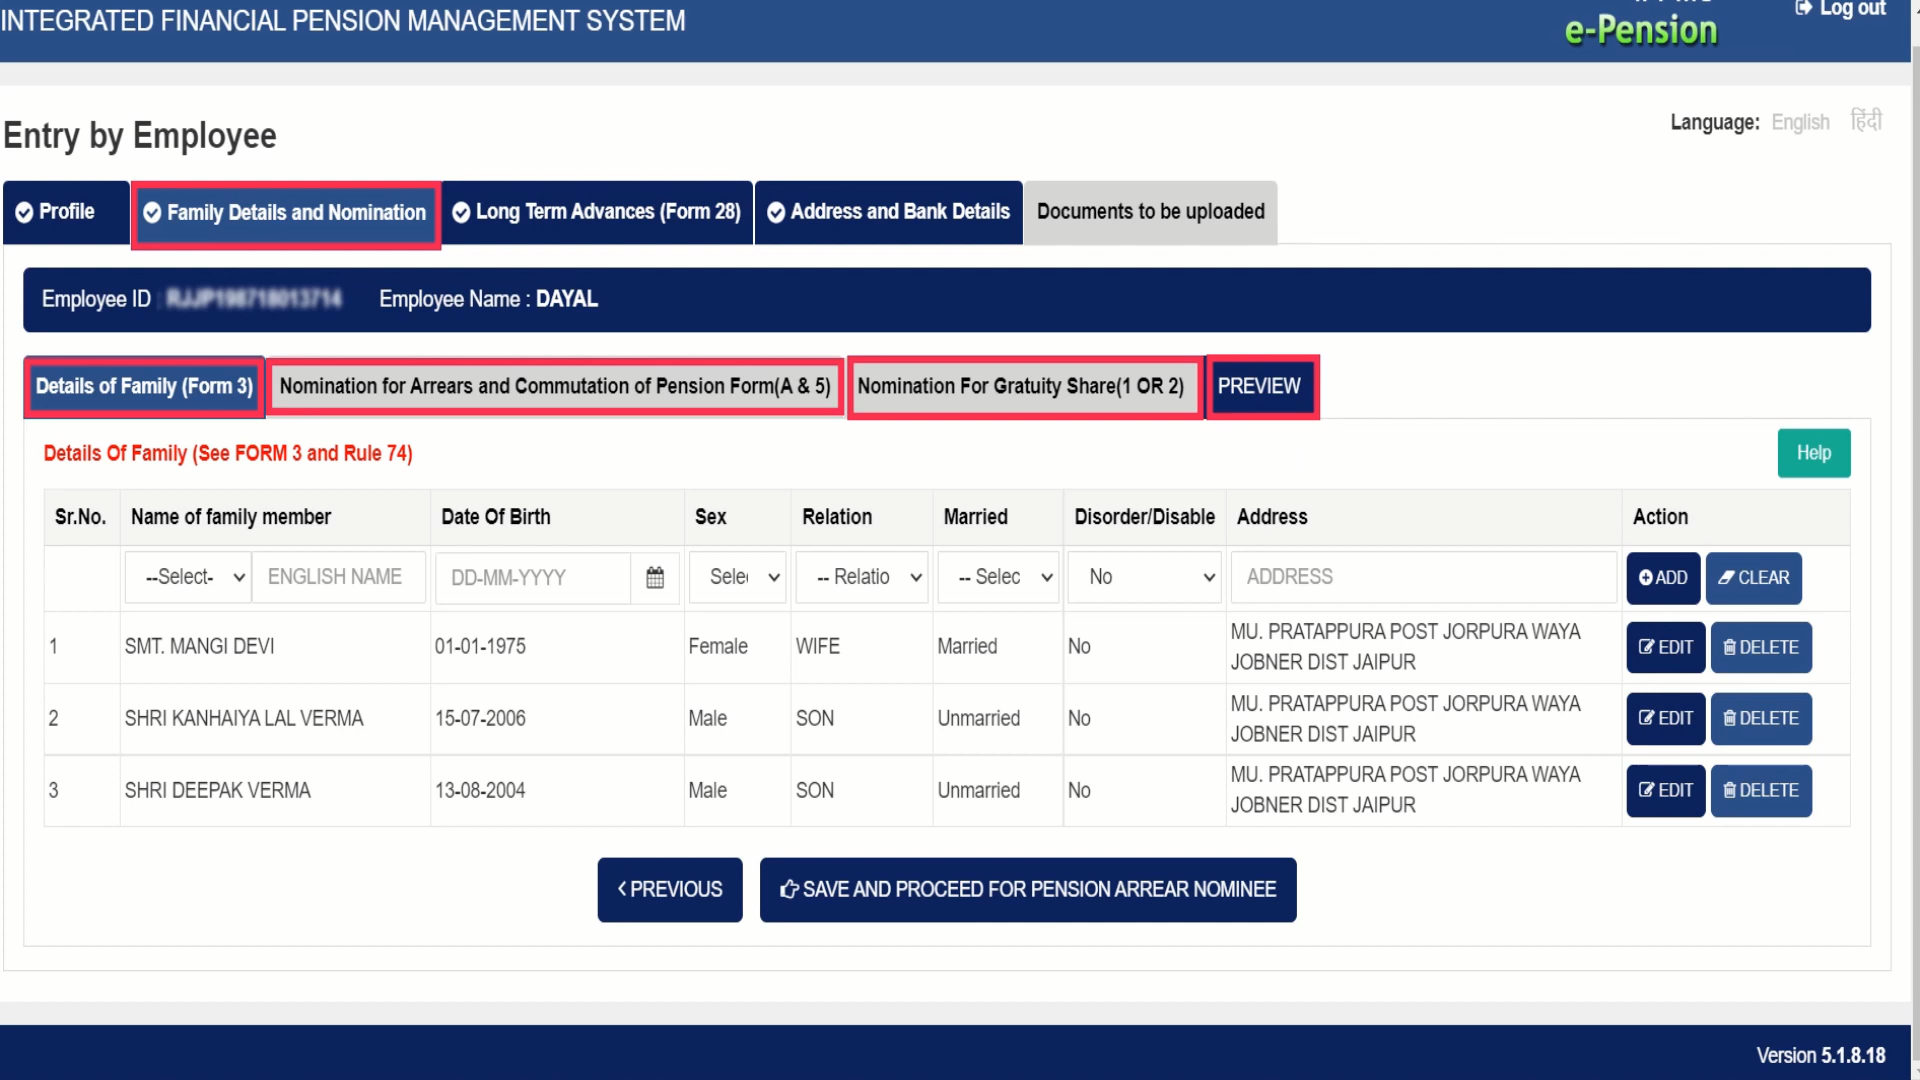 INTEGRATED FINANCIAL PENSION MANAGEMENT SYSTEM
e-Pension
Log out
Language: English हिंदी
Entry by Employee
Profile
Family Details and Nomination
Long Term Advances (Form 28)
Address and Bank Details
Documents to be uploaded
Employee ID :
Employee Name : DAYAL
Details of Family (Form 3)
Nomination for Arrears and Commutation of Pension Form(A & 5)
Nomination For Gratuity Share(1 OR 2)
PREVIEW
Details Of Family (See FORM 3 and Rule 74)
Help
Sr.No. Name of family member Date Of Birth Sex Relation Married Disorder/Disable Address Action
--Select- ENGLISH NAME DD-MM-YYYY Sele -- Relatio -- Selec No ADDRESS ADD CLEAR
1 SMT. MANGI DEVI 01-01-1975 Female WIFE Married No MU. PRATAPPURA POST JORPURA WAYA
JOBNER DIST JAIPUR
EDIT DELETE
2 SHRI KANHAIYA LAL VERMA 15-07-2006 Male SON Unmarried No MU. PRATAPPURA POST JORPURA WAYA
JOBNER DIST JAIPUR
EDIT DELETE
3 SHRI DEEPAK VERMA 13-08-2004 Male SON Unmarried No MU. PRATAPPURA POST JORPURA WAYA
JOBNER DIST JAIPUR
EDIT DELETE
PREVIOUS
SAVE AND PROCEED FOR PENSION ARREAR NOMINEE
Version 5.1.8.18